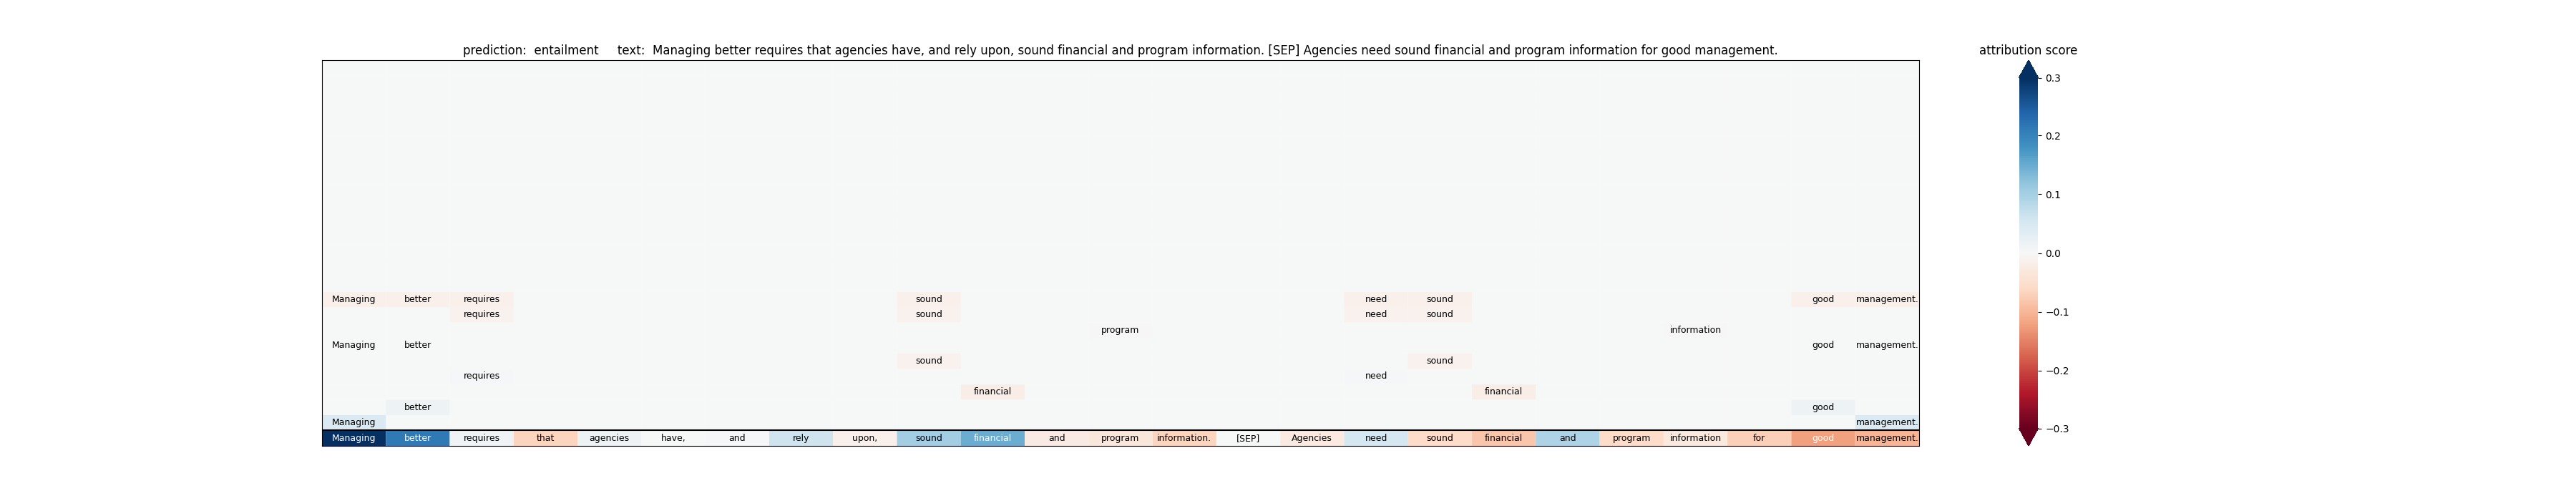 prediction:  entailment     text:  Managing better requires that agencies have, and rely upon, sound financial and program information. [SEP] Agencies need sound financial and program information for good management.
attribution score
0.3
0.2
0.1
0.0
−0.1
−0.2
−0.3
Managing better requires sound need sound good management.
requires sound need sound
program information
Managing better good management.
sound sound
requires need
financial financial
better good
Managing management.
Managing better requires that agencies have, and rely upon, sound financial and program information. [SEP] Agencies need sound financial and program information for good management.